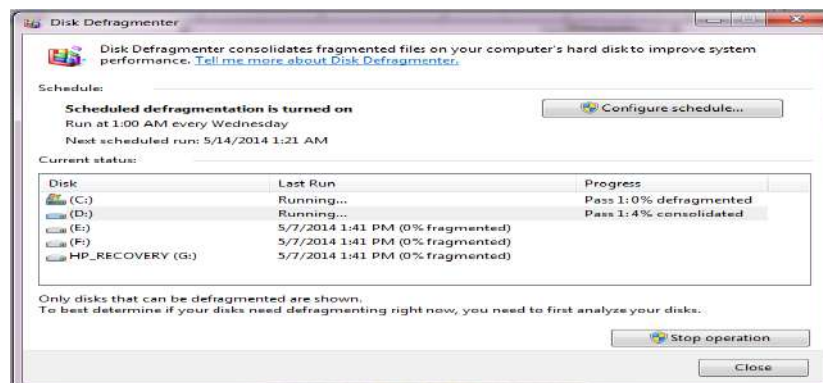 Disk Defragmenter
Disk Defragmenter consolidates fragmented files on your computer's hard disk to improve system
performance. Tell me more about Disk Defragmenter.
Schedule:
Scheduled defragmentation is turned on
Configure schedule...
Run at 1:00 AM every Wednesday
Next scheduled run: 5/14/2014 1:21 AM
Current status:
Disk Last Run Progress
(C:) Running... Pass 1: 0% defragmented
(D:) Running... Pass 1: 4% consolidated
(E:) 5/7/2014 1:41 PM (0% fragmented)
(F:) 5/7/2014 1:41 PM (0% fragmented)
HP_RECOVERY (G:) 5/7/2014 1:41 PM (0% fragmented)
Only disks that can be defragmented are shown.
To best determine if your disks need defragmenting right now, you need to first analyze your disks.
Stop operation
Close